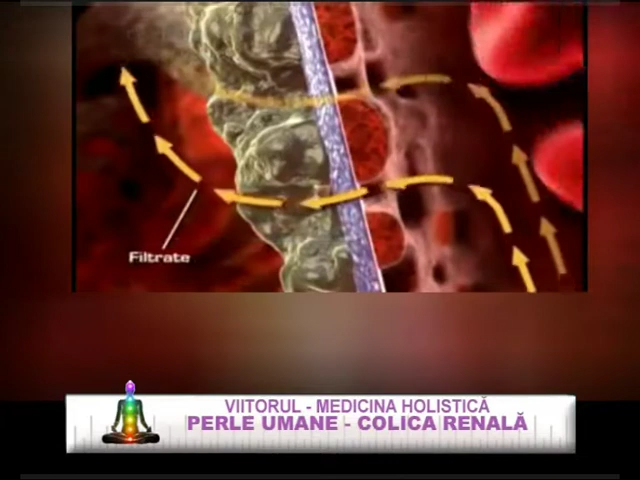 Filtrate
VIITORUL - MEDICINA HOLISTICĂ
PERLE UMANE - COLICA RENALĂ